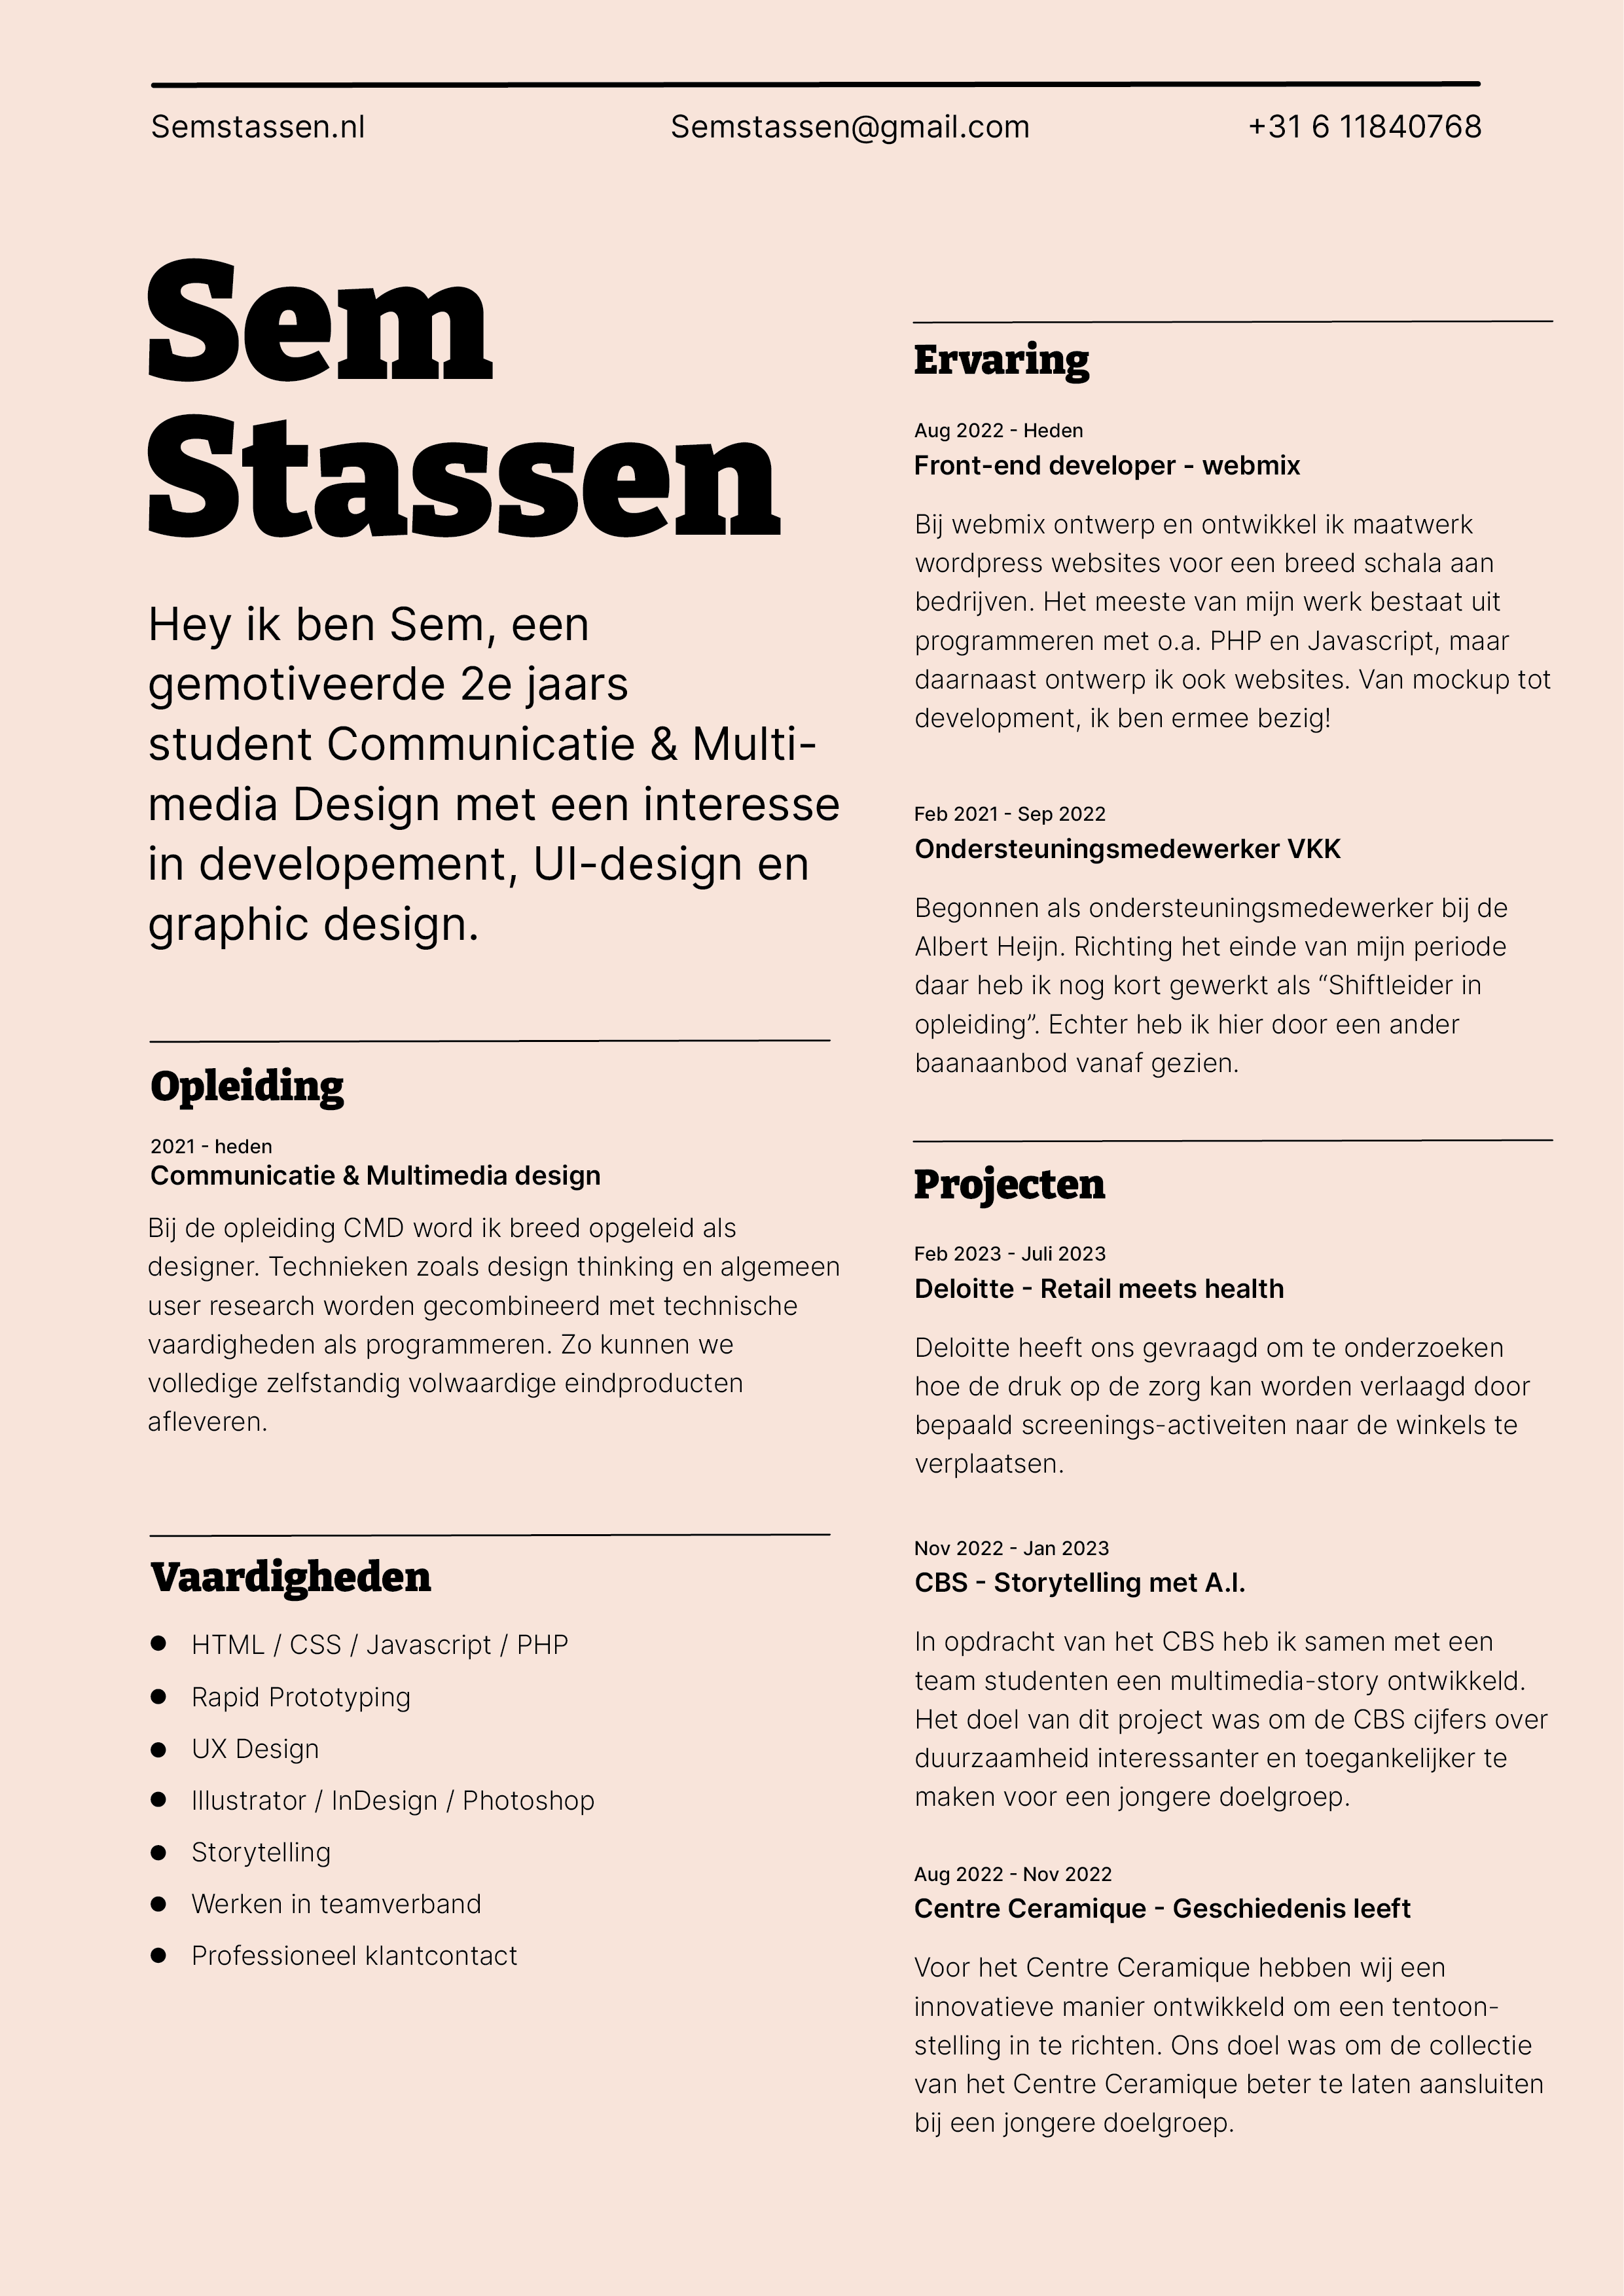 Semstassen.nl
Semstassen@gmail.com
+31 6 11840768
Sem
Stassen
Hey ik ben Sem, een
gemotiveerde 2e jaars
student Communicatie & Multi-
media Design met een interesse
in developement, UI-design en
graphic design.
Opleiding
2021 - heden
Communicatie & Multimedia design
Bij de opleiding CMD word ik breed opgeleid als
designer. Technieken zoals design thinking en algemeen
user research worden gecombineerd met technische
vaardigheden als programmeren. Zo kunnen we
volledige zelfstandig volwaardige eindproducten
afleveren.
Vaardigheden
● HTML / CSS / Javascript / PHP
● Rapid Prototyping
● UX Design
● Illustrator / InDesign / Photoshop
● Storytelling
● Werken in teamverband
● Professioneel klantcontact
Ervaring
Aug 2022 - Heden
Front-end developer - webmix
Bij webmix ontwerp en ontwikkel ik maatwerk
wordpress websites voor een breed schala aan
bedrijven. Het meeste van mijn werk bestaat uit
programmeren met o.a. PHP en Javascript, maar
daarnaast ontwerp ik ook websites. Van mockup tot
development, ik ben ermee bezig!
Feb 2021 - Sep 2022
Ondersteuningsmedewerker VKK
Begonnen als ondersteuningsmedewerker bij de
Albert Heijn. Richting het einde van mijn periode
daar heb ik nog kort gewerkt als “Shiftleider in
opleiding”. Echter heb ik hier door een ander
baanaanbod vanaf gezien.
Projecten
Feb 2023 - Juli 2023
Deloitte - Retail meets health
Deloitte heeft ons gevraagd om te onderzoeken
hoe de druk op de zorg kan worden verlaagd door
bepaald screenings-activeiten naar de winkels te
verplaatsen.
Nov 2022 - Jan 2023
CBS - Storytelling met A.I.
In opdracht van het CBS heb ik samen met een
team studenten een multimedia-story ontwikkeld.
Het doel van dit project was om de CBS cijfers over
duurzaamheid interessanter en toegankelijker te
maken voor een jongere doelgroep.
Aug 2022 - Nov 2022
Centre Ceramique - Geschiedenis leeft
Voor het Centre Ceramique hebben wij een
innovatieve manier ontwikkeld om een tentoon-
stelling in te richten. Ons doel was om de collectie
van het Centre Ceramique beter te laten aansluiten
bij een jongere doelgroep.